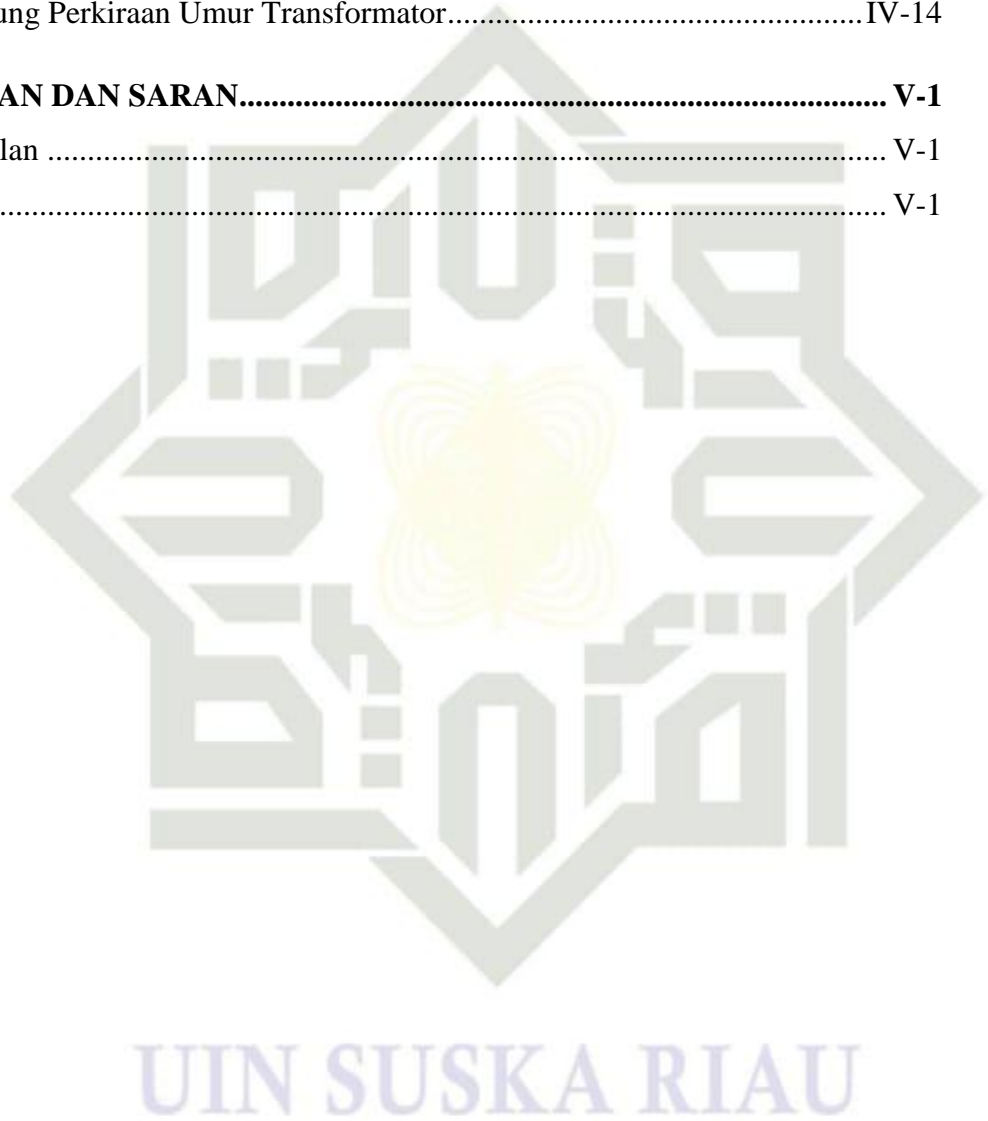 ung Perkiraan Umur Transformator....................................................IV-14
AN DAN SARAN................................................................................. V-1
lan ......................................................................................................... V-1
............................................................................................................... V-1
UIN SUSKA RIAU